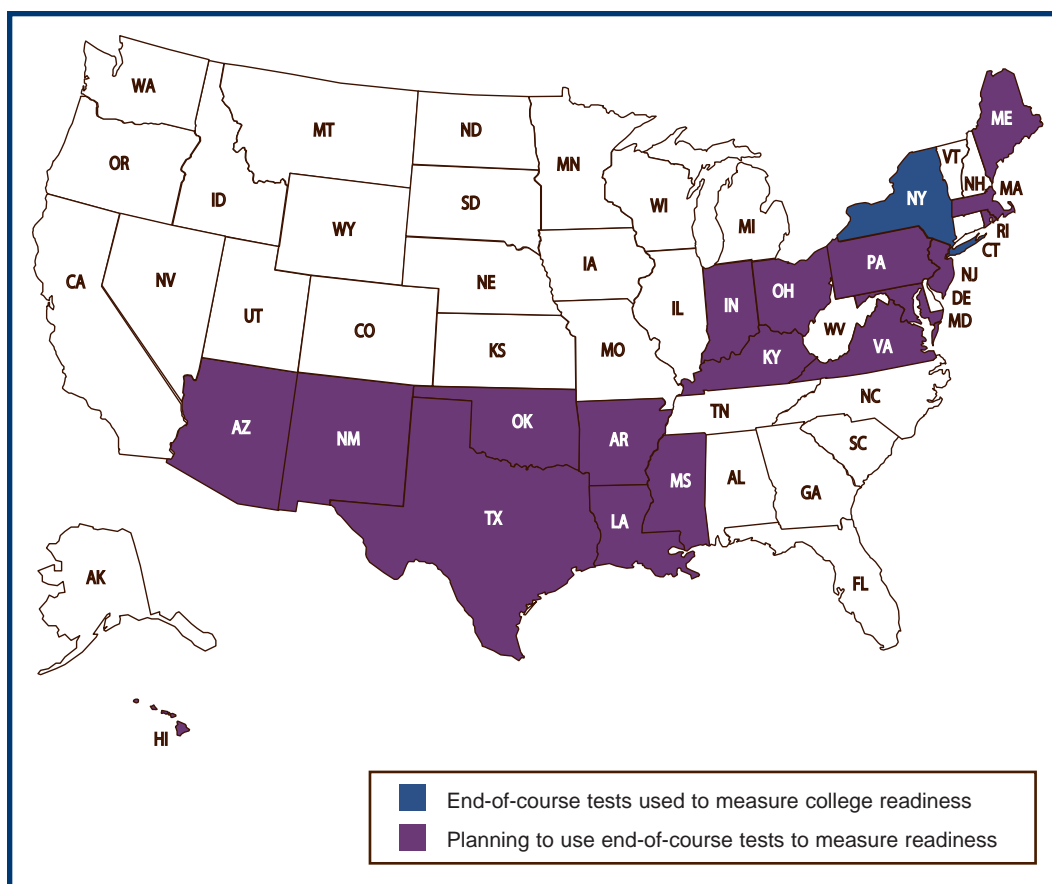 WA
MT
ND
MN
ME
VT
OR
ID
SD
WI
MI
NY
NH
MA
WY
RI
CT
CA
NV
UT
NE
IA
IL
IN
OH
PA
NJ
DE
MD
CO
KS
MO
WV
VA
KY
AZ
NM
OK
AR
TN
NC
SC
TX
LA
MS
AL
GA
FL
AK
HI
End-of-course tests used to measure college readiness
Planning to use end-of-course tests to measure readiness